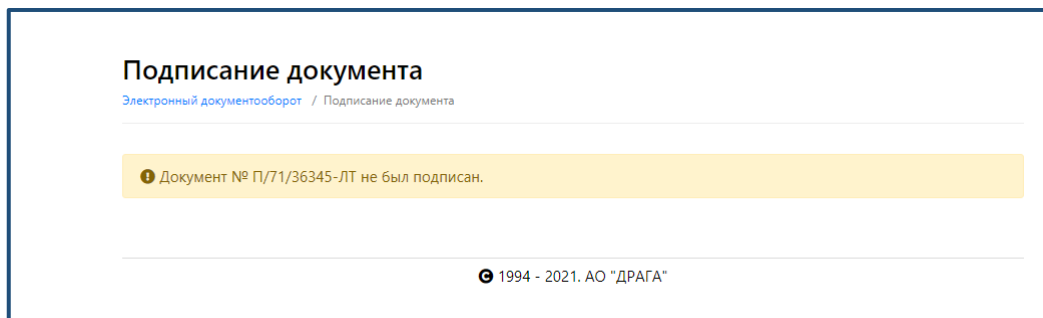 Подписание документа
Электронный документооборот / Подписание документа
Документ № П/71/36345-ЛТ не был подписан.
1994 - 2021. АО "ДРАГА"